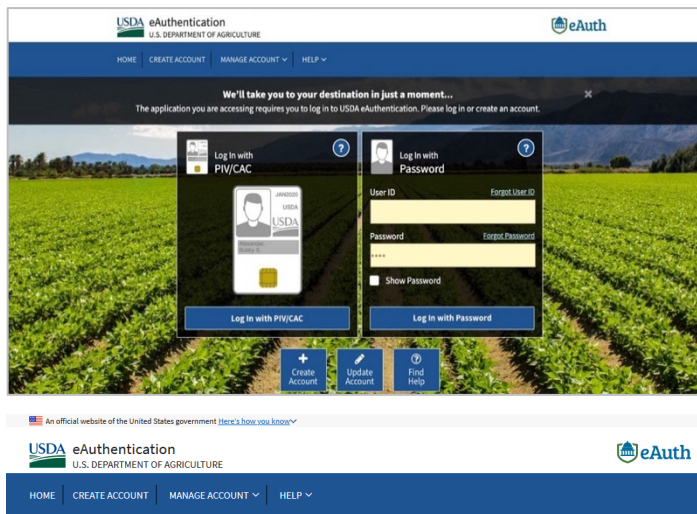 USDA eAuthentication
U.S. DEPARTMENT OF AGRICULTURE
eAuth
HOME CREATE ACCOUNT MANAGE ACCOUNT HELP
We'll take you to your destination in just a moment...
The application you are accessing requires you to log in to USDA eAuthentication. Please log in or create an account.
Log In with
PIV/CAC
?
JAN2020
USDA
USDA
Log In with PIV/CAC
Log In with
Password
?
User ID Forgot User ID
Password Forgot Password
Show Password
Log In with Password
Create
Account
Update
Account
Find
Help
An official website of the United States government Here's how you know
USDA eAuthentication
U.S. DEPARTMENT OF AGRICULTURE
eAuth
HOME CREATE ACCOUNT MANAGE ACCOUNT HELP